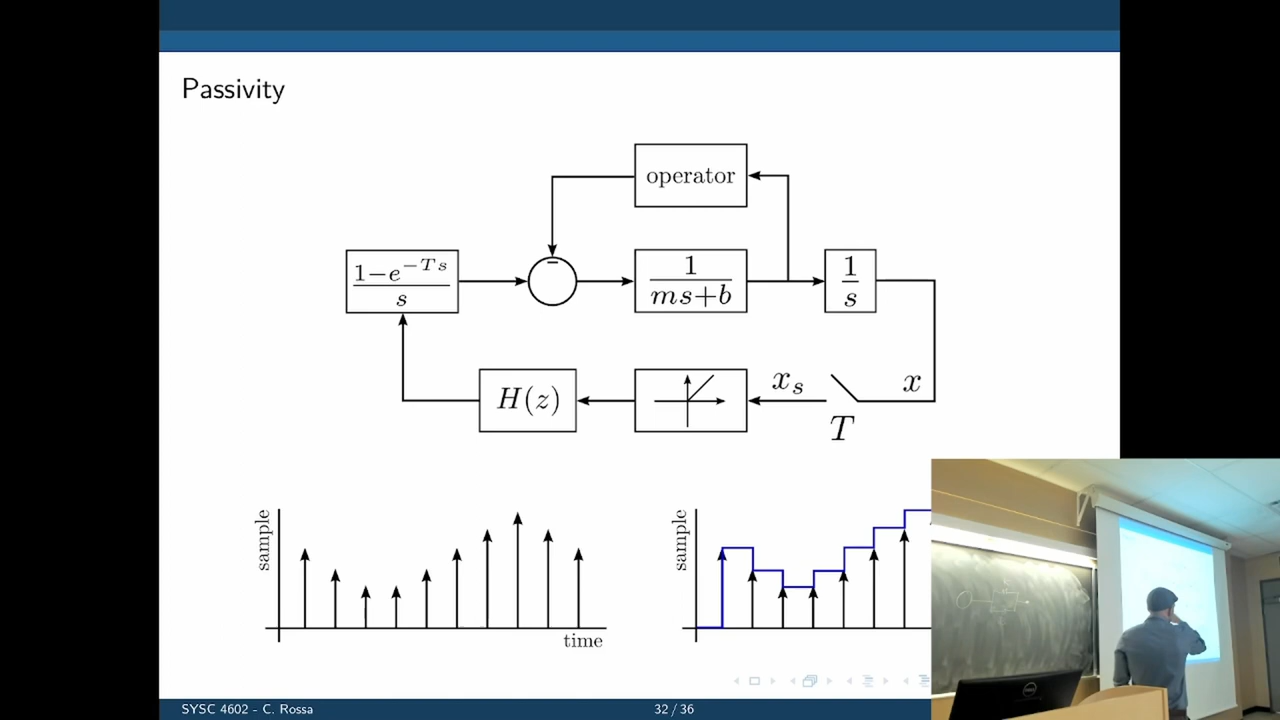 Passivity
operator
1−e^{−Ts}
s
−
1
ms+b
1
s
H(z)
x_s
x
T
sample
time
sample
SYSC 4602 - C. Rossa
32 / 36